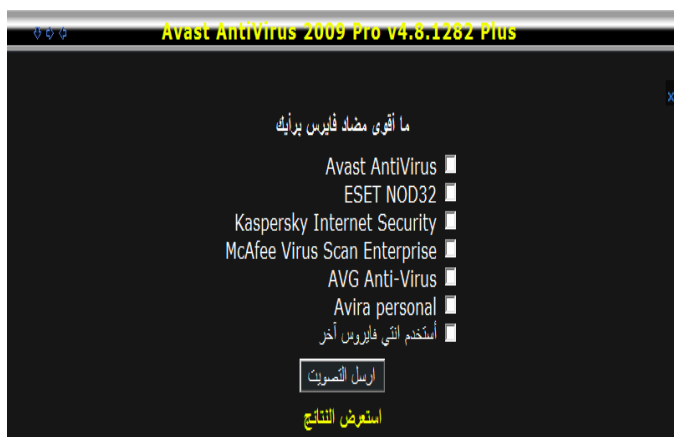 Avast AntiVirus 2009 Pro v4.8.1282 Plus
ما أقوى مضاد فايرس برأيك
Avast AntiVirus
ESET NOD32
Kaspersky Internet Security
McAfee Virus Scan Enterprise
AVG Anti-Virus
Avira personal
أستخدم انتي فايروس أخر
ارسل التصويت
استعرض النتائج